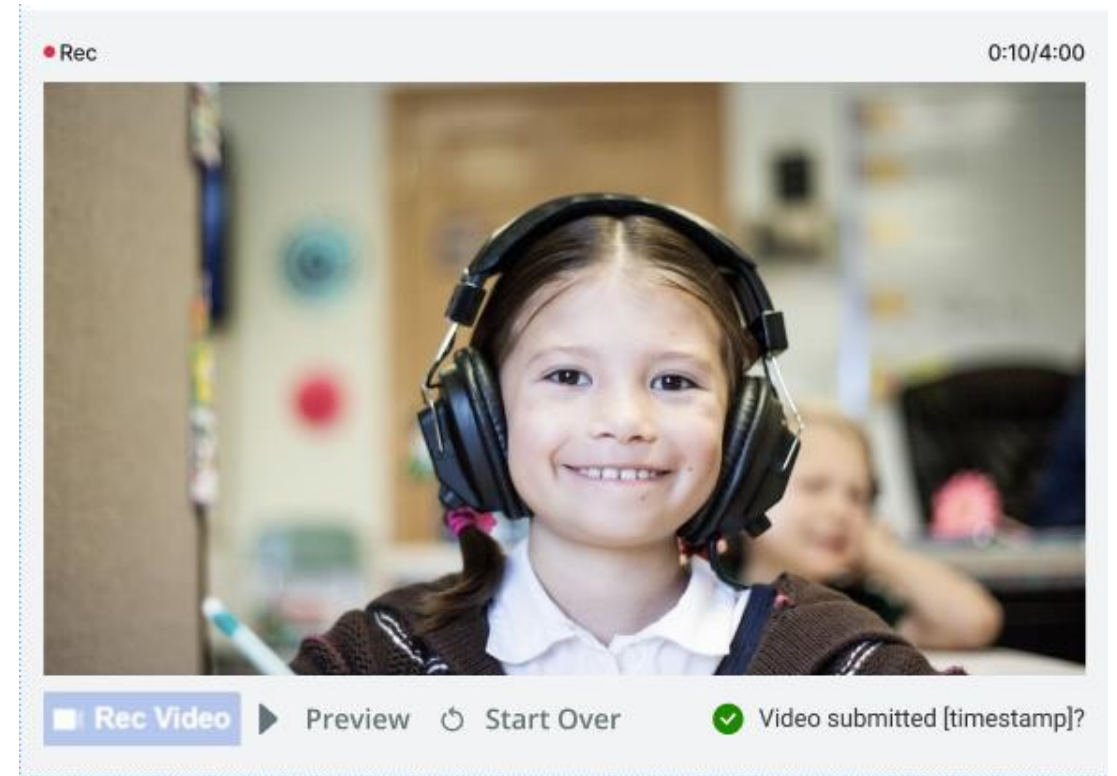 Rec
0:10/4:00
Rec Video
Preview
Start Over
Video submitted [timestamp]?